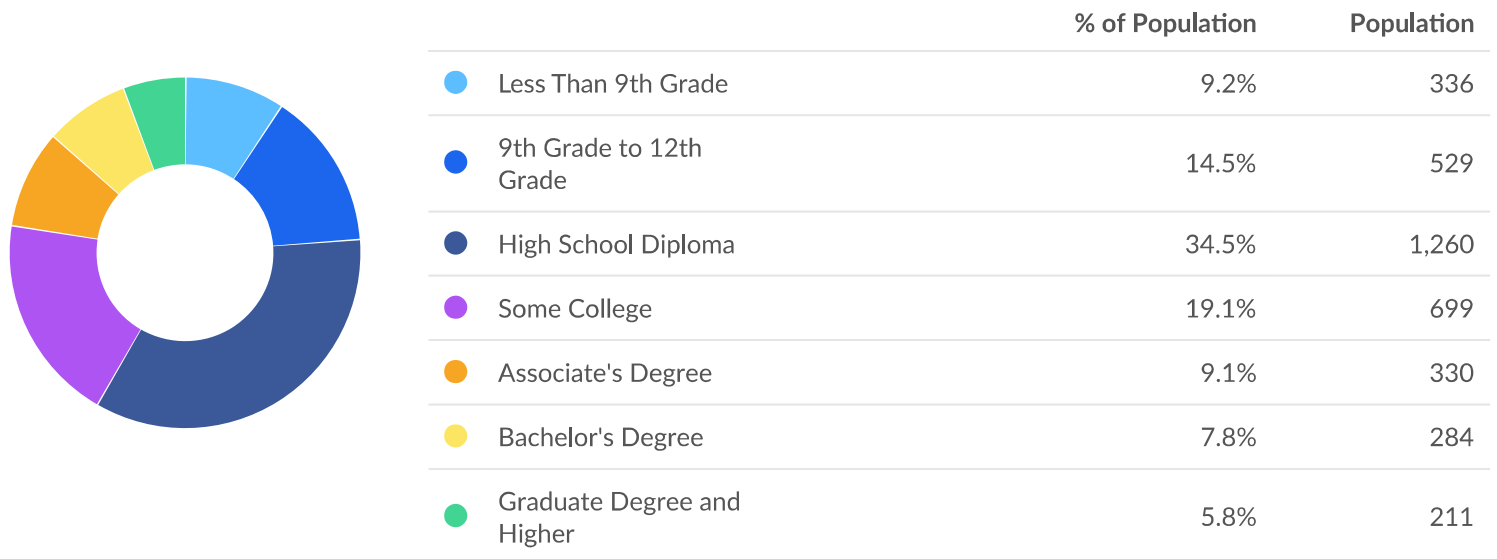 % of Population Population
Less Than 9th Grade 9.2% 336
9th Grade to 12th
Grade 14.5% 529
High School Diploma 34.5% 1,260
Some College 19.1% 699
Associate's Degree 9.1% 330
Bachelor's Degree 7.8% 284
Graduate Degree and
Higher 5.8% 211